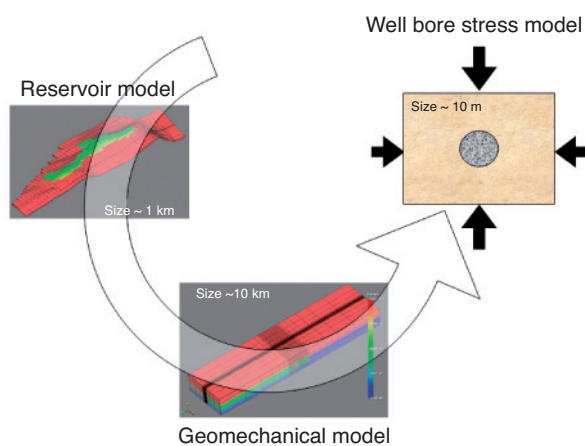 Well bore stress model
Reservoir model
Size ~ 10 m
Size ~ 1 km
Size ~10 km
Geomechanical model